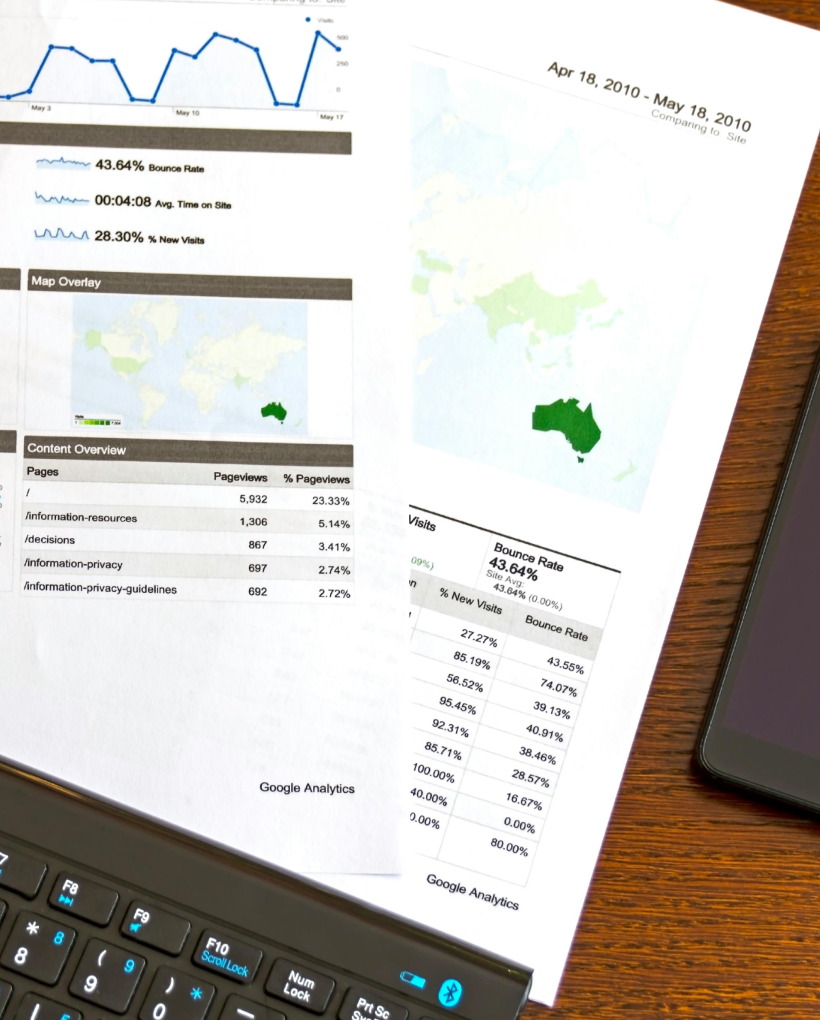 Comparing to: Site
Visits
500
250
0
May 3
May 10
May 17
43.64% Bounce Rate
00:04:08 Avg. Time on Site
28.30% % New Visits
Map Overlay
Content Overview
Pages Pageviews % Pageviews
/ 5,932 23.33%
/information-resources 1,306 5.14%
/decisions 867 3.41%
/information-privacy 697 2.74%
/information-privacy-guidelines 692 2.72%
Google Analytics
Apr 18, 2010 - May 18, 2010
Comparing to: Site
Visits
Bounce Rate
43.64%
Site Avg:
43.64% (0.00%)
09%)
% New Visits Bounce Rate
27.27% 43.55%
85.19% 74.07%
56.52% 39.13%
95.45% 40.91%
92.31% 38.46%
85.71% 28.57%
100.00% 16.67%
40.00% 0.00%
0.00% 80.00%
Google Analytics
7
F8
F9
F10
Scroll Lock
Num
Lock
Prt Sc
* 8
8
( 9
9
) *
0